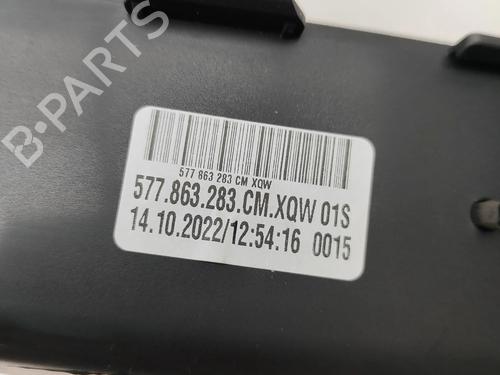 B-PARTS
577 863 283 CM XQW
577.863.283.CM.XQW 01S
14.10.2022/12:54:16 0015